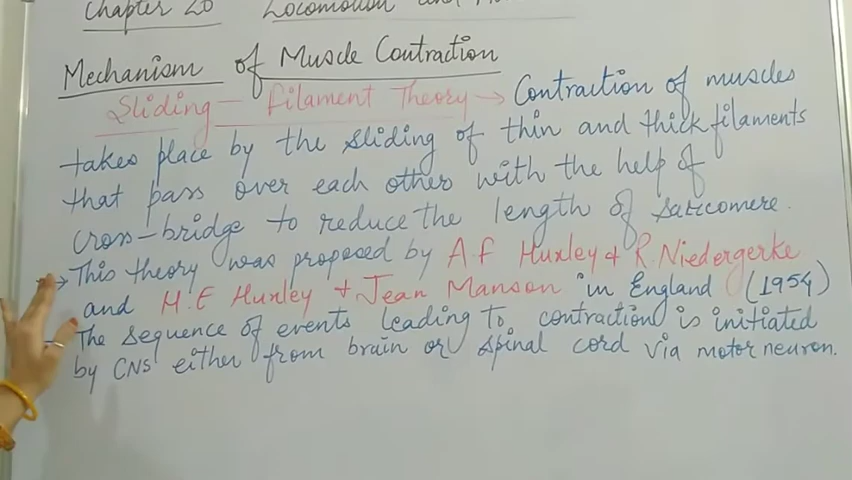 Chapter 20 Locomotion and
Mechanism of Muscle Contraction
Sliding - Filament Theory → Contraction of muscles
takes place by the sliding of thin and thick filaments
that pass over each other with the help of
cross-bridge to reduce the length of sarcomere.
→ This theory was proposed by A.F Huxley & R. Niedergerke
and H.E Huxley & Jean Manson in England (1954)
The sequence of events leading to contraction is initiated
by CNS either from brain or spinal cord via motor neuron.